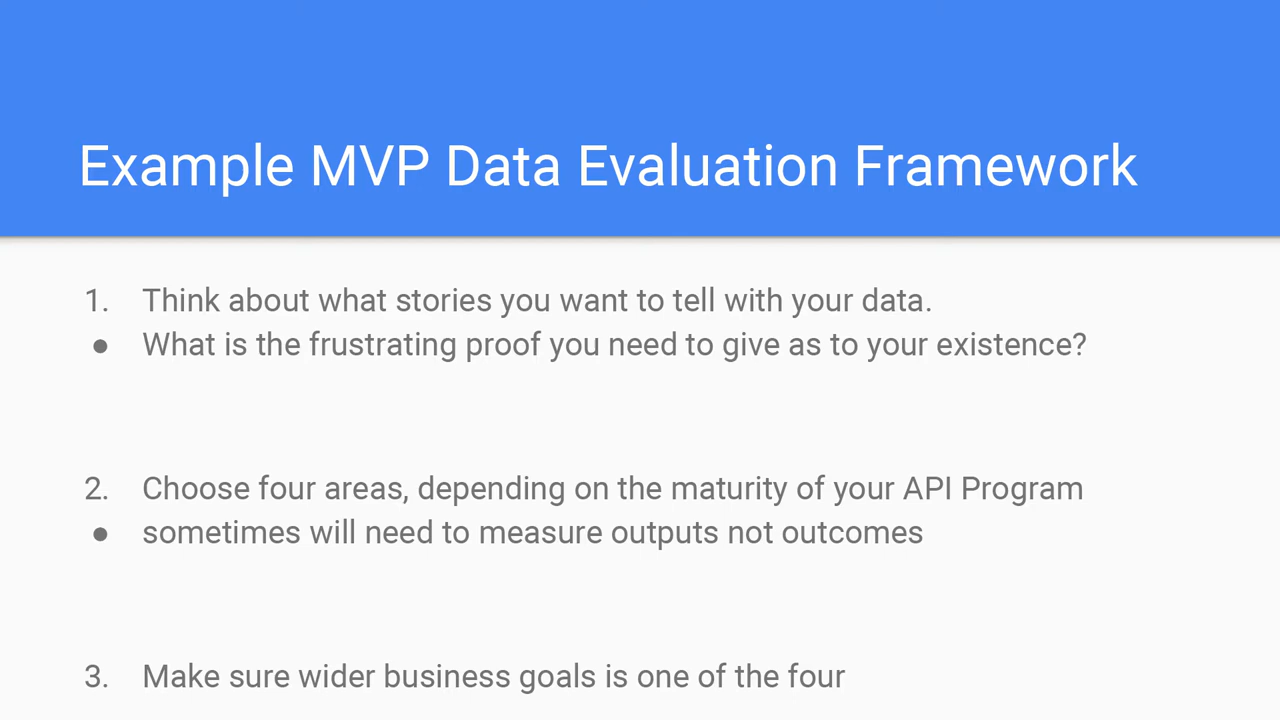 Example MVP Data Evaluation Framework
1. Think about what stories you want to tell with your data.
● What is the frustrating proof you need to give as to your existence?
2. Choose four areas, depending on the maturity of your API Program
● sometimes will need to measure outputs not outcomes
3. Make sure wider business goals is one of the four